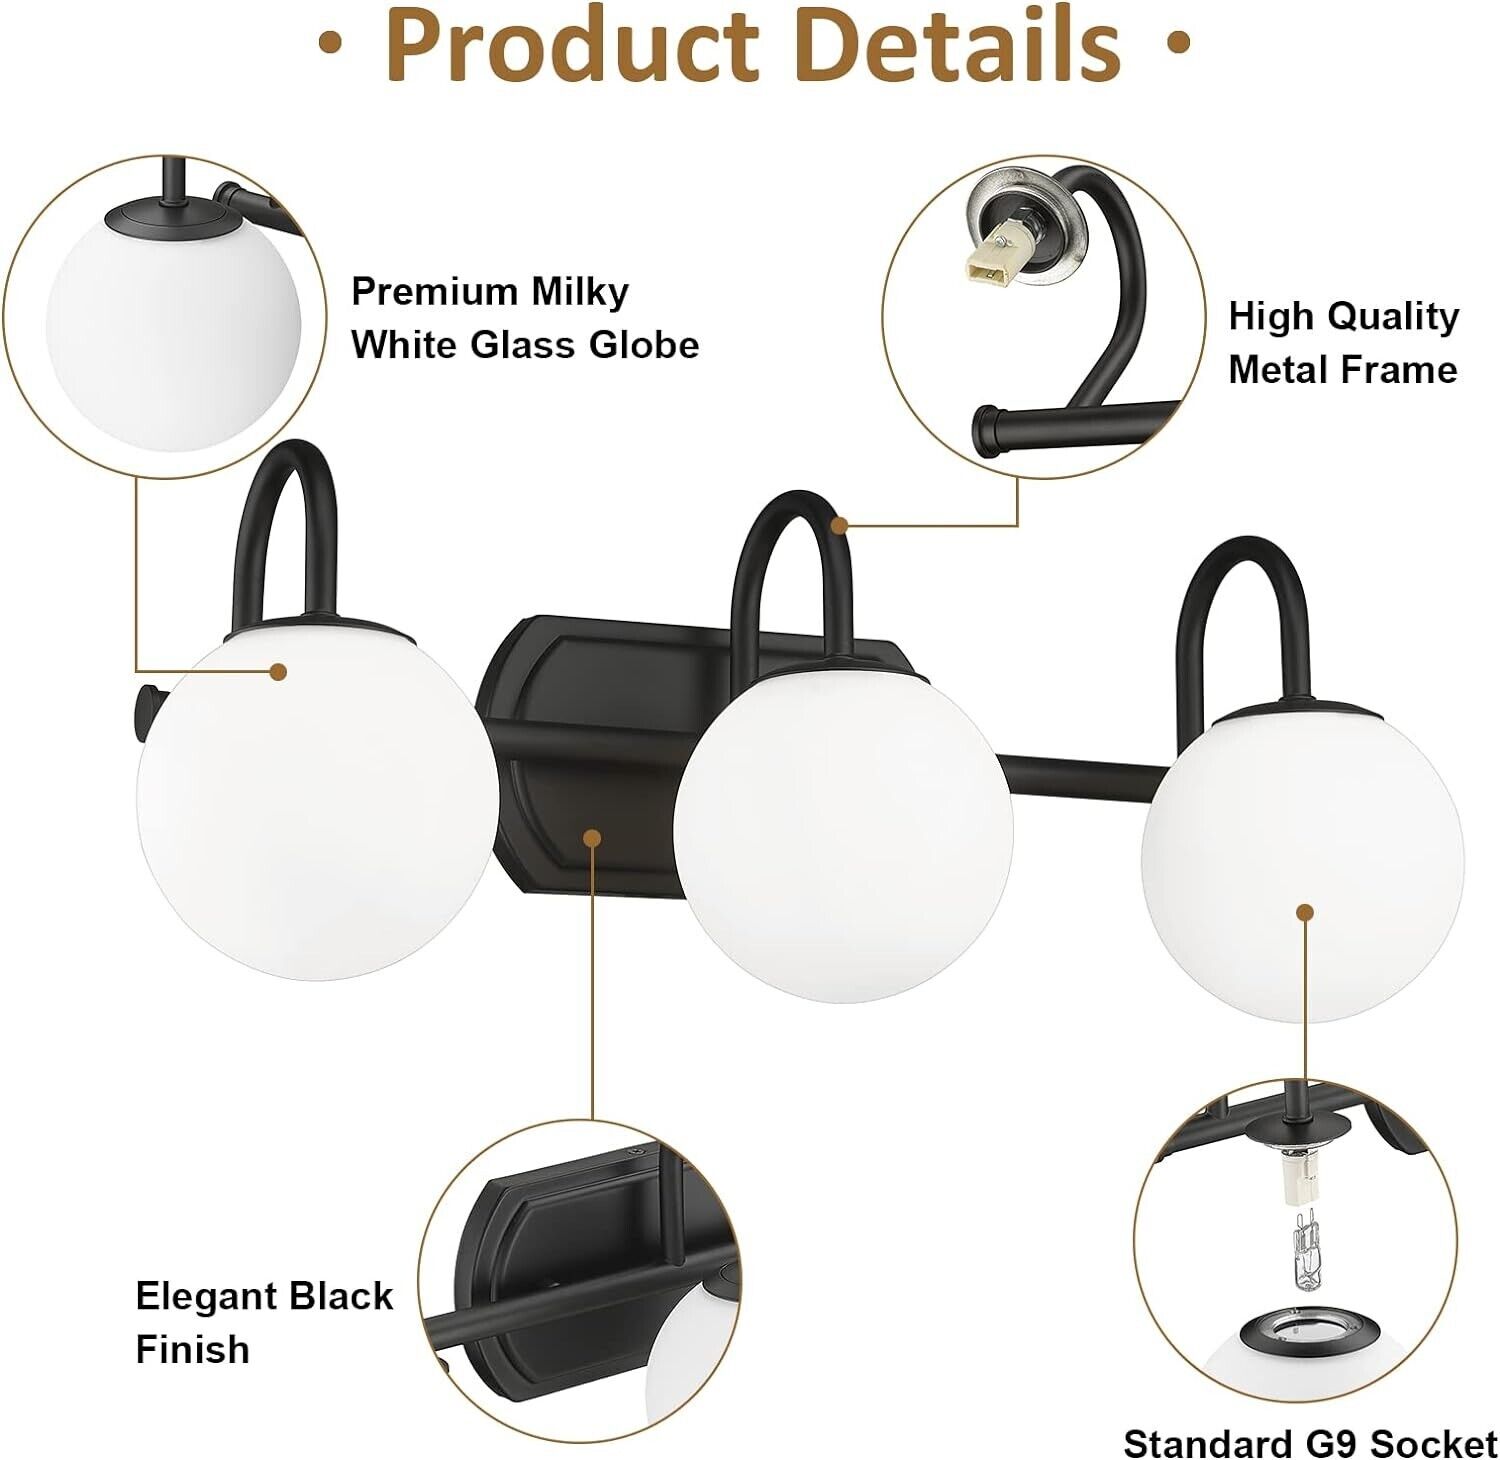 • Product Details •
Premium Milky
White Glass Globe
High Quality
Metal Frame
Elegant Black
Finish
Standard G9 Socket